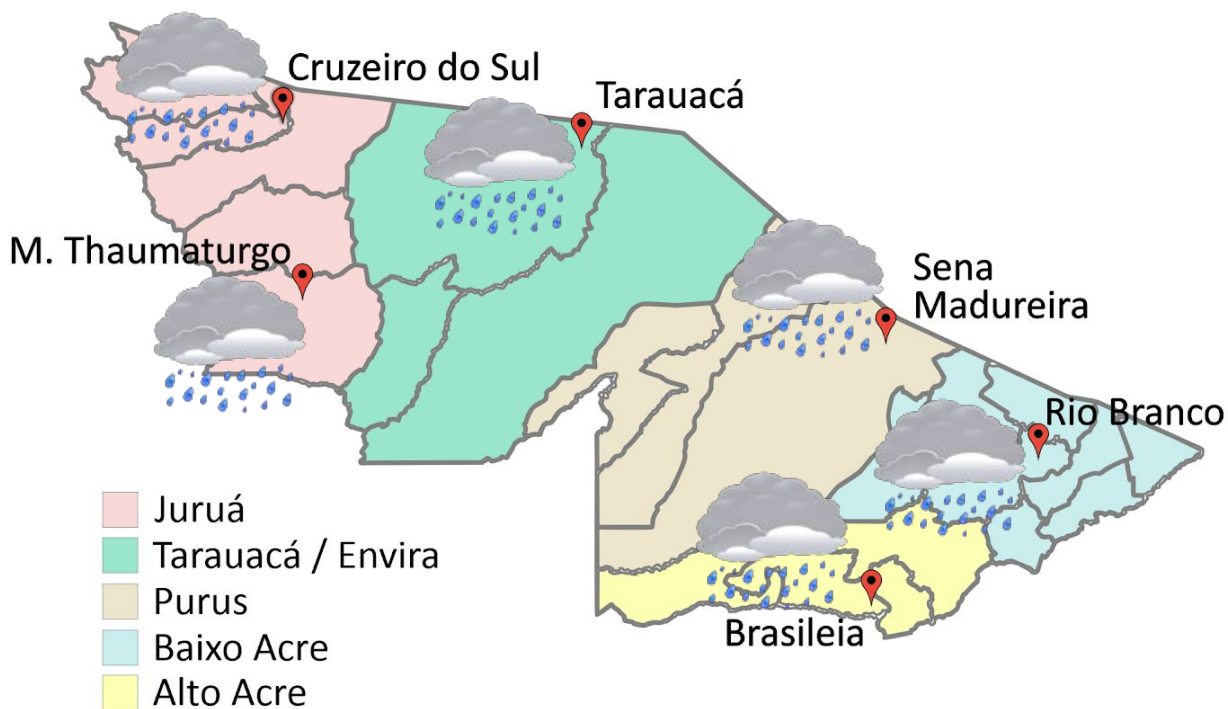 Cruzeiro do Sul
Tarauacá
M. Thaumaturgo
Sena
Madureira
Rio Branco
Brasileia
Juruá
Tarauacá / Envira
Purus
Baixo Acre
Alto Acre